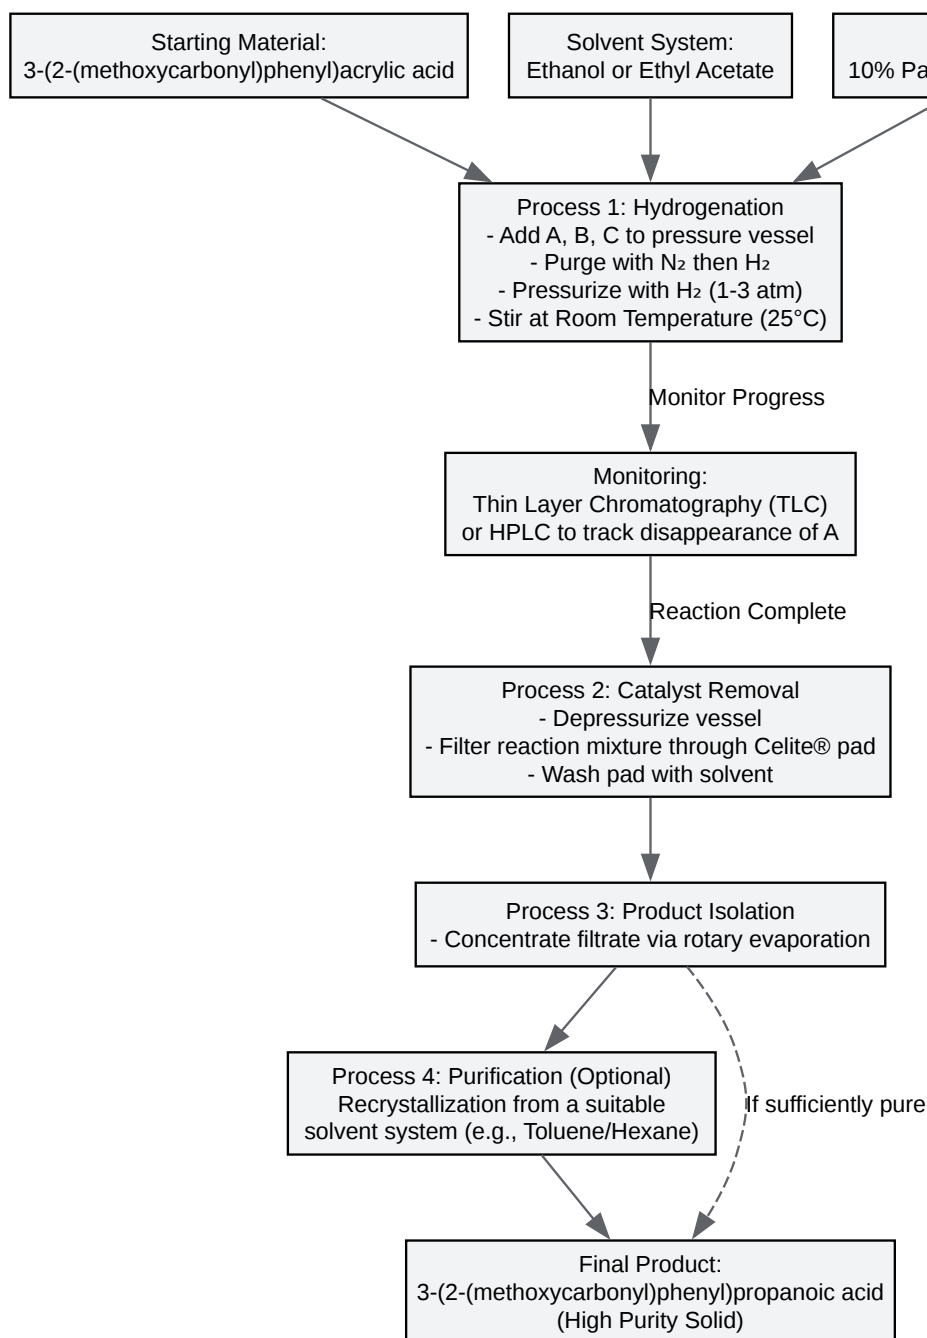 Starting Material:
3-(2-(methoxycarbonyl)phenyl)acrylic acid
Solvent System:
Ethanol or Ethyl Acetate
10% Pa
Process 1: Hydrogenation
- Add A, B, C to pressure vessel
- Purge with N₂ then H₂
- Pressurize with H₂ (1-3 atm)
- Stir at Room Temperature (25°C)
Monitor Progress
Monitoring:
Thin Layer Chromatography (TLC)
or HPLC to track disappearance of A
Reaction Complete
Process 2: Catalyst Removal
- Depressurize vessel
- Filter reaction mixture through Celite® pad
- Wash pad with solvent
Process 3: Product Isolation
- Concentrate filtrate via rotary evaporation
Process 4: Purification (Optional)
Recrystallization from a suitable
solvent system (e.g., Toluene/Hexane)
If sufficiently pure
Final Product:
3-(2-(methoxycarbonyl)phenyl)propanoic acid
(High Purity Solid)